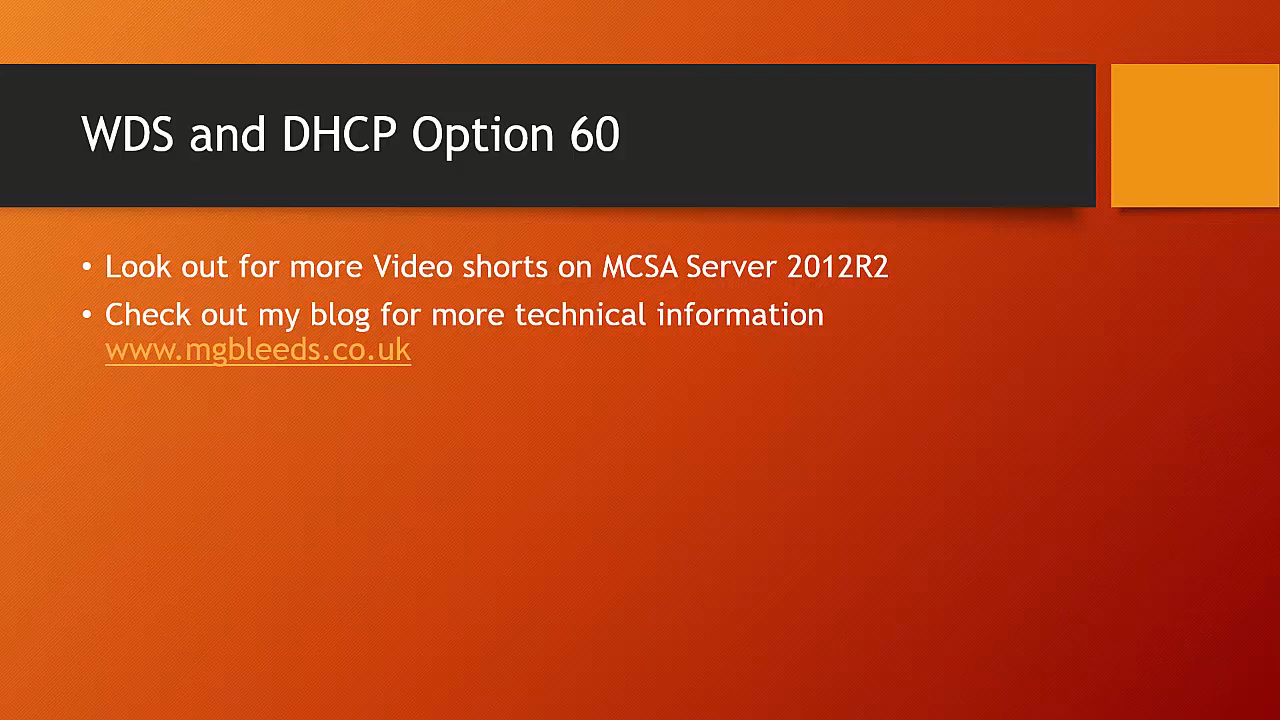 WDS and DHCP Option 60
• Look out for more Video shorts on MCSA Server 2012R2
• Check out my blog for more technical information
www.mgbleeds.co.uk